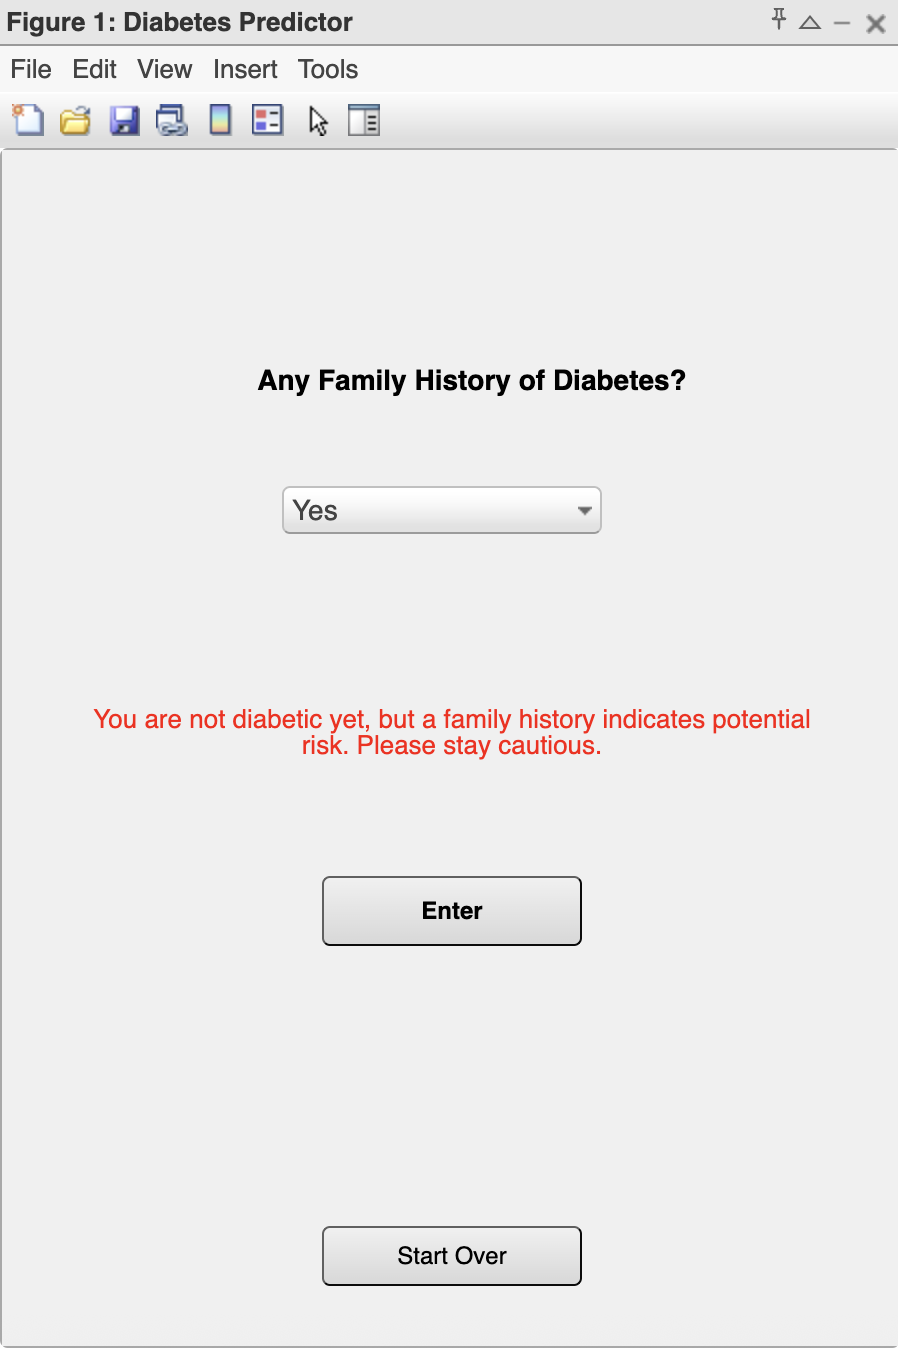 Figure 1: Diabetes Predictor
File Edit View Insert Tools
Any Family History of Diabetes?
Yes
You are not diabetic yet, but a family history indicates potential
risk. Please stay cautious.
Enter
Start Over